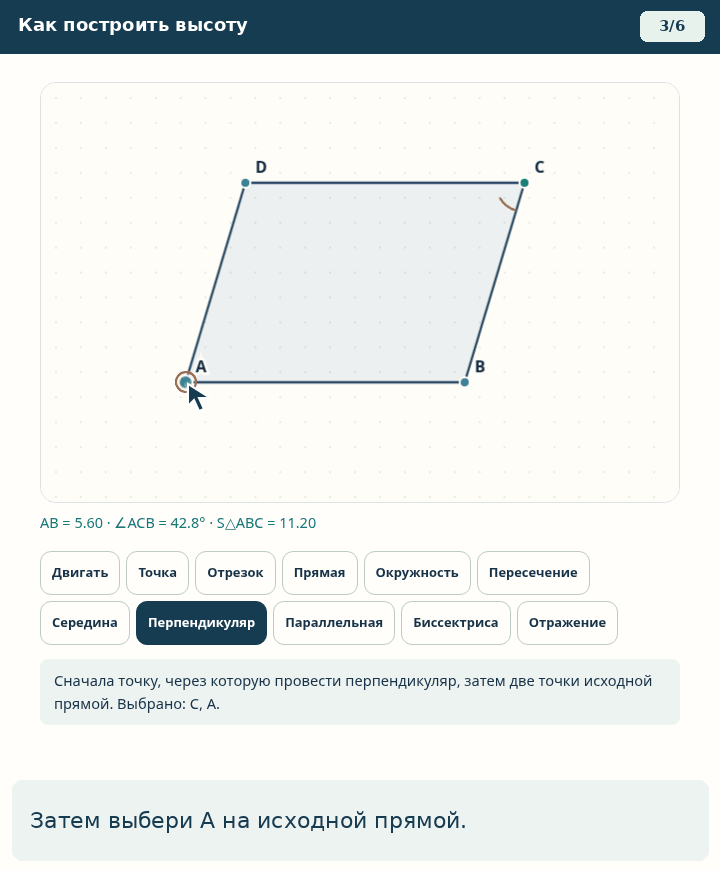 Как построить высоту
3/6
D
C
A
B
AB = 5.60 · ∠ACB = 42.8° · S△ABC = 11.20
Двигать Точка Отрезок Прямая Окружность Пересечение
Середина Перпендикуляр Параллельная Биссектриса Отражение
Сначала точку, через которую провести перпендикуляр, затем две точки исходной
прямой. Выбрано: C, A.
Затем выбери A на исходной прямой.